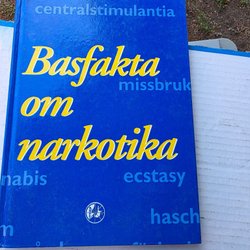 centralstimulantia
Basfakta
missbruk
om
narkotika
nabis
ecstasy
hasch